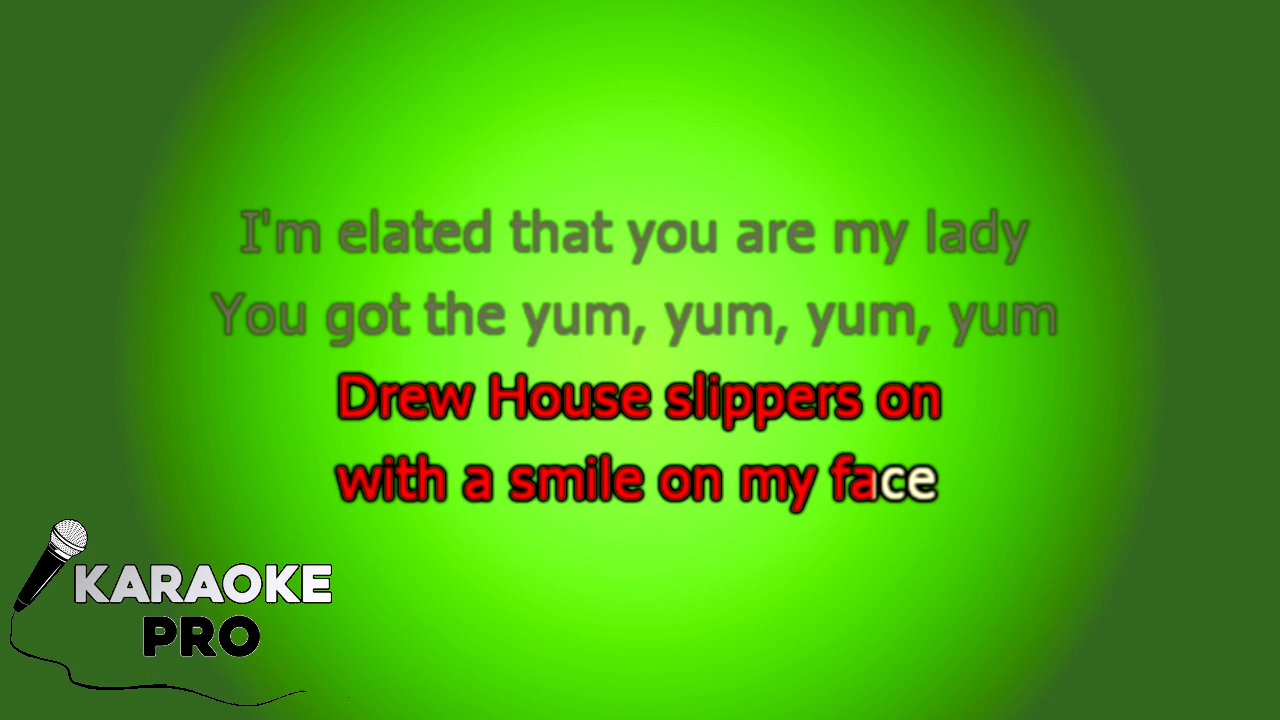 I'm elated that you are my lady
You got the yum, yum, yum, yum
Drew House slippers on
with a smile on my face
KARAOKE
PRO